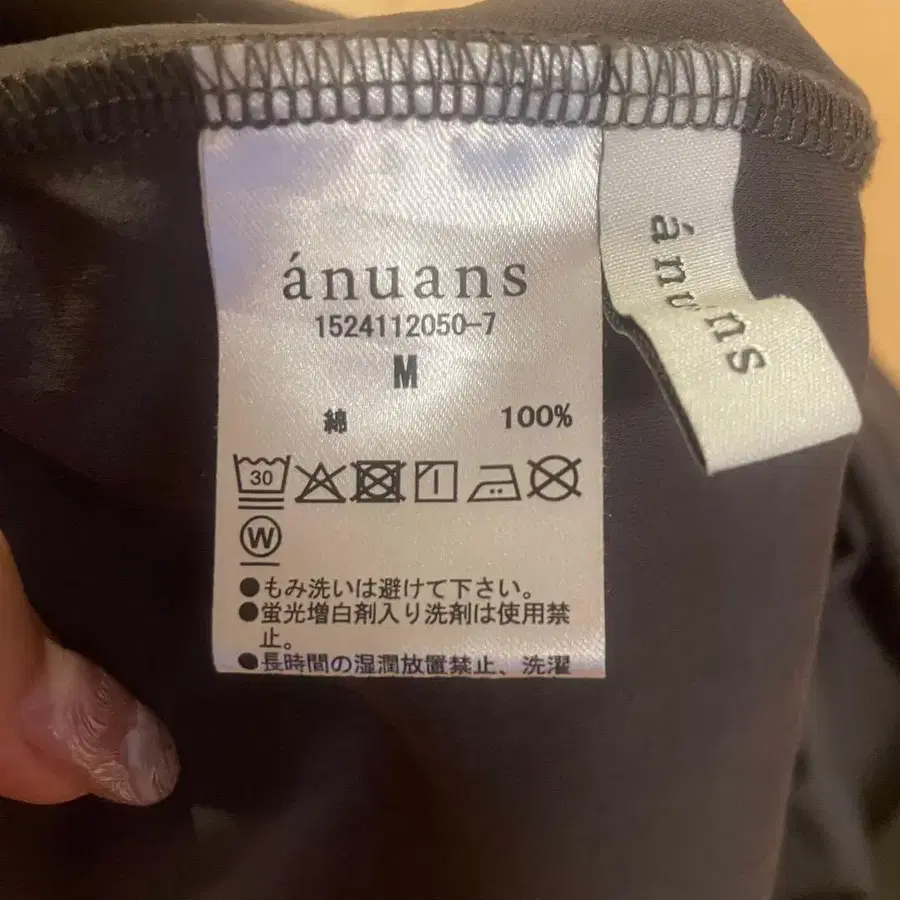 ánuans
1524112050-7
M
綿 100%
30
W
●もみ洗いは避けて下さい。
●蛍光増白剤入り洗剤は使用禁
止。
●長時間の湿潤放置禁止、洗濯
ánuns